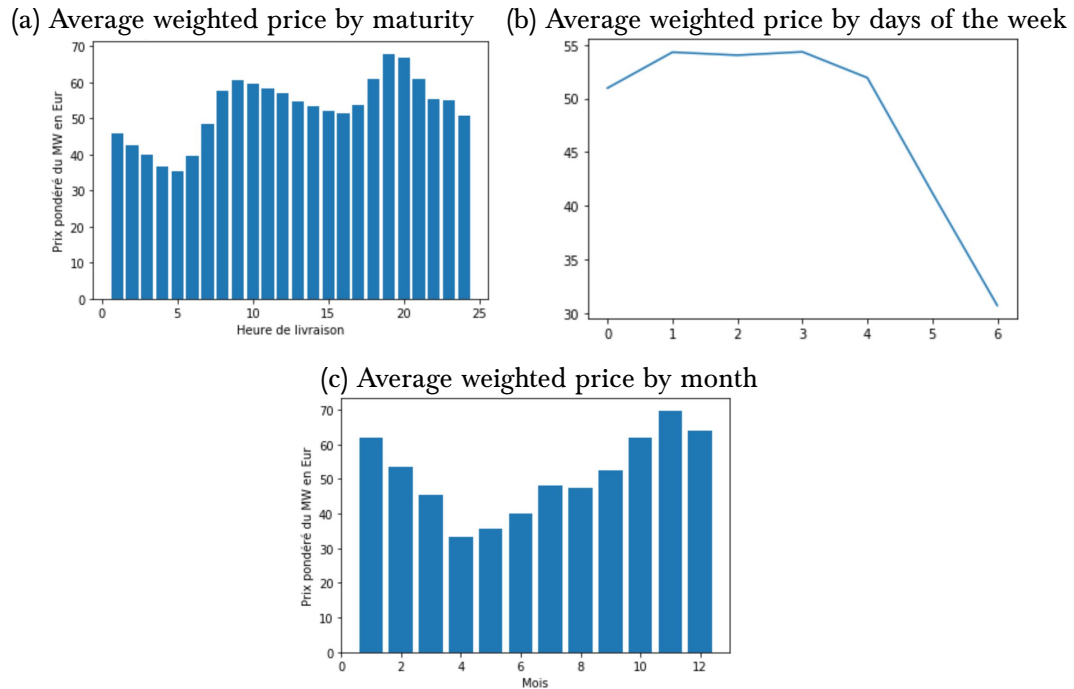 (a) Average weighted price by maturity
70
60
50
40
30
20
10
0
Prix pondéré du MW en Eur
0 5 10 15 20 25
Heure de livraison
(b) Average weighted price by days of the week
55
50
45
40
35
30
0 1 2 3 4 5 6
(c) Average weighted price by month
70
60
50
40
30
20
10
0
Prix pondéré du MW en Eur
0 2 4 6 8 10 12
Mois